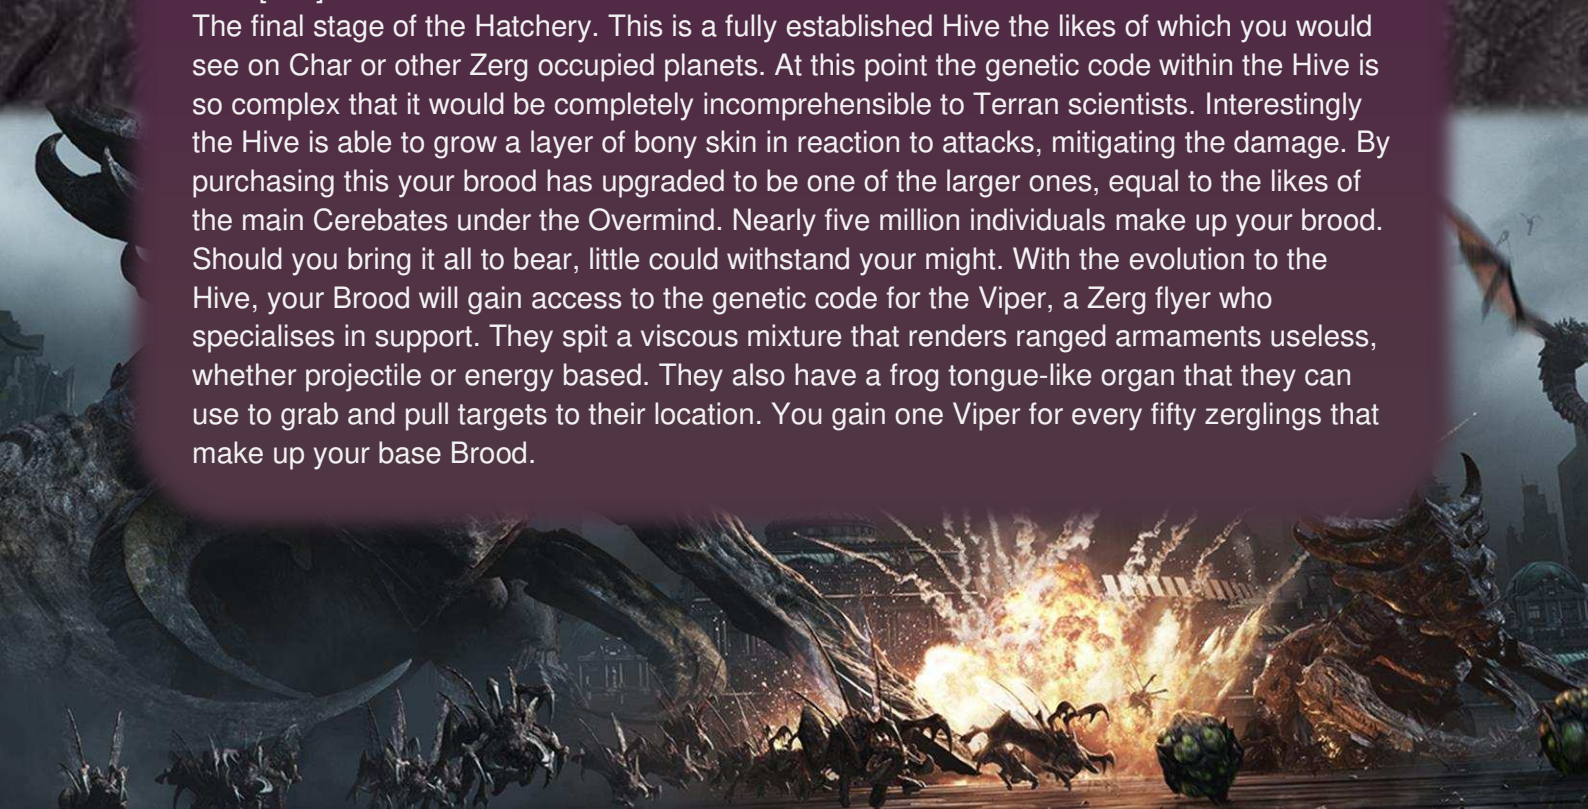 The final stage of the Hatchery. This is a fully established Hive the likes of which you would
see on Char or other Zerg occupied planets. At this point the genetic code within the Hive is
so complex that it would be completely incomprehensible to Terran scientists. Interestingly
the Hive is able to grow a layer of bony skin in reaction to attacks, mitigating the damage. By
purchasing this your brood has upgraded to be one of the larger ones, equal to the likes of
the main Cerebates under the Overmind. Nearly five million individuals make up your brood.
Should you bring it all to bear, little could withstand your might. With the evolution to the
Hive, your Brood will gain access to the genetic code for the Viper, a Zerg flyer who
specialises in support. They spit a viscous mixture that renders ranged armaments useless,
whether projectile or energy based. They also have a frog tongue-like organ that they can
use to grab and pull targets to their location. You gain one Viper for every fifty zerglings that
make up your base Brood.